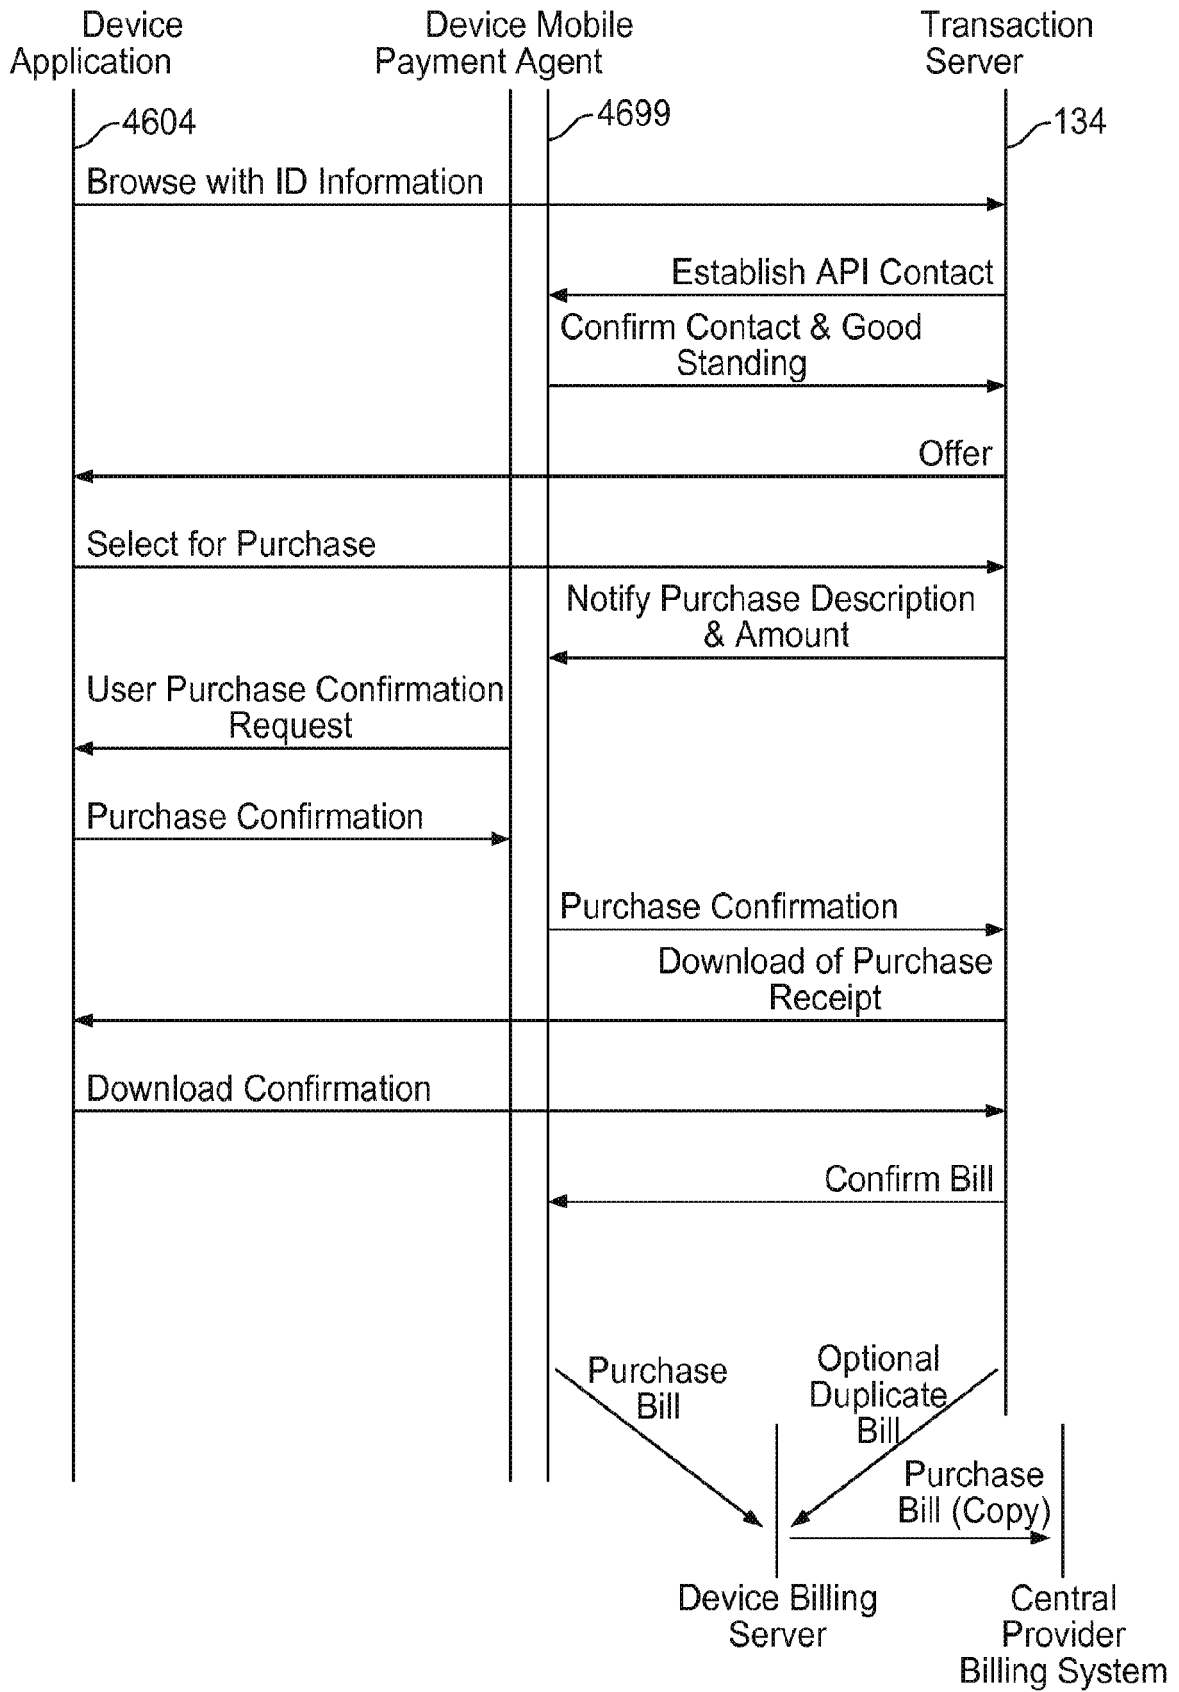 Device
Application
Device Mobile
Payment Agent
Transaction
Server
4604
4699
134
Browse with ID Information
Establish API Contact
Confirm Contact & Good
Standing
Offer
Select for Purchase
Notify Purchase Description
& Amount
User Purchase Confirmation
Request
Purchase Confirmation
Purchase Confirmation
Download of Purchase
Receipt
Download Confirmation
Confirm Bill
Purchase
Bill
Optional
Duplicate
Bill
Purchase
Bill (Copy)
Device Billing
Server
Central
Provider
Billing System